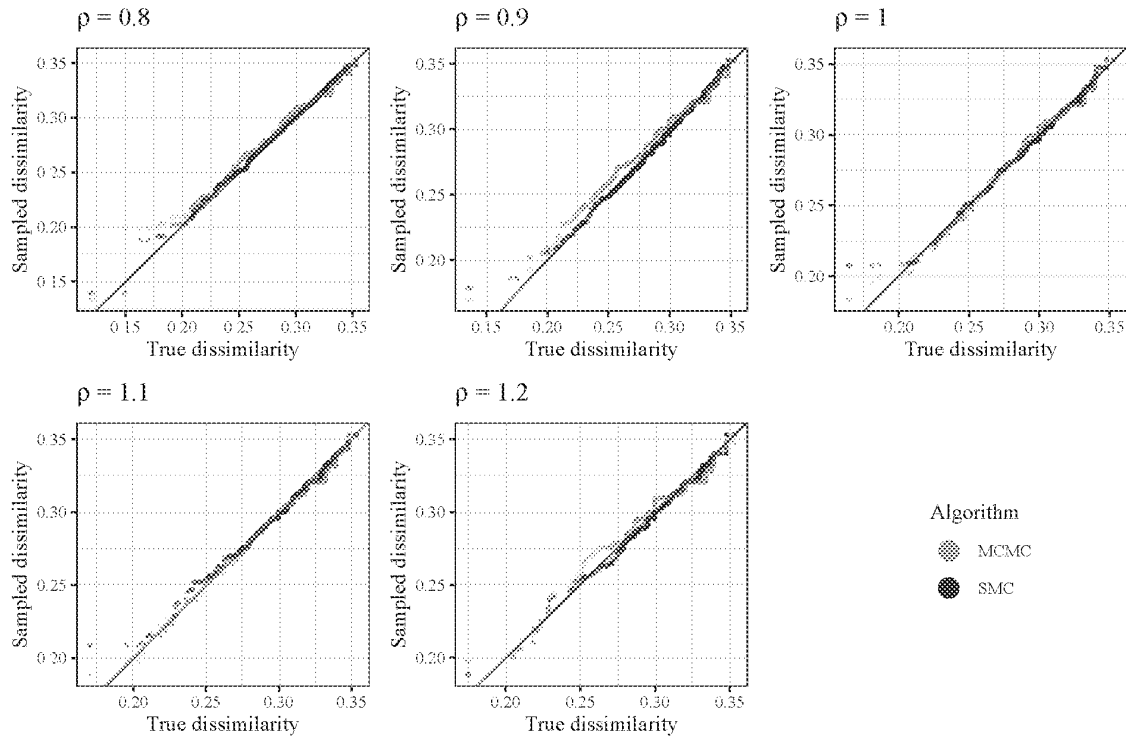 ρ = 0.8
ρ = 0.9
ρ = 1
Sampled dissimilarity
0.35
0.30
0.25
0.20
0.15
0.15 0.20 0.25 0.30 0.35
True dissimilarity
Sampled dissimilarity
0.35
0.30
0.25
0.20
0.15 0.20 0.25 0.30 0.35
True dissimilarity
Sampled dissimilarity
0.35
0.30
0.25
0.20
0.20 0.25 0.30 0.35
True dissimilarity
ρ = 1.1
ρ = 1.2
Sampled dissimilarity
0.35
0.30
0.25
0.20
0.20 0.25 0.30 0.35
True dissimilarity
Sampled dissimilarity
0.35
0.30
0.25
0.20
0.20 0.25 0.30 0.35
True dissimilarity
Algorithm
MCMC
SMC